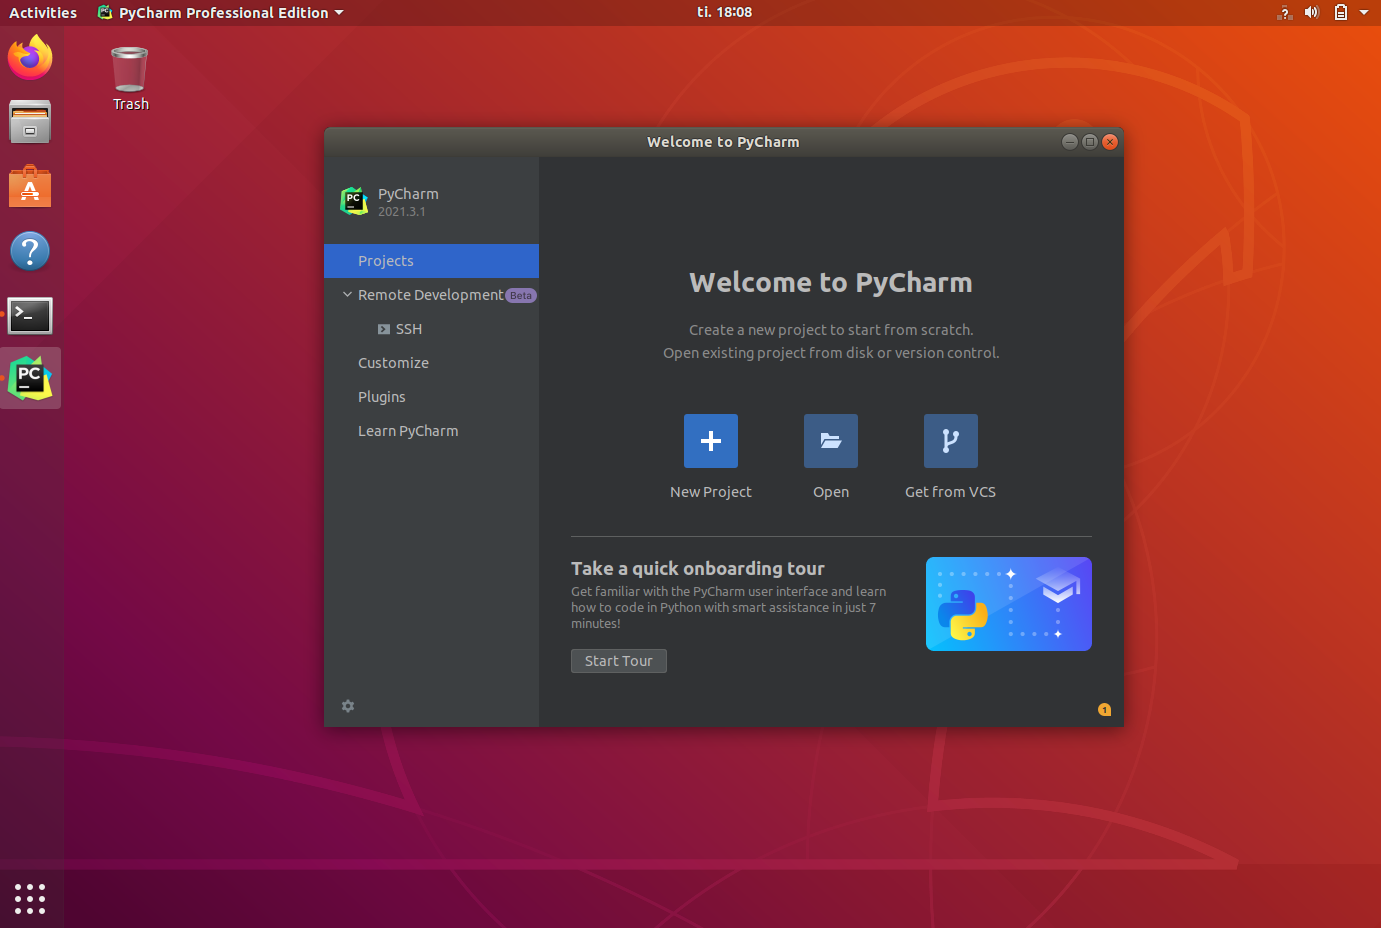 Activities
PyCharm Professional Edition
ti. 18:08
?
Trash
A
?
>_
PC
Welcome to PyCharm
PC
PyCharm
2021.3.1
Projects
Remote Development Beta
SSH
Customize
Plugins
Learn PyCharm
Welcome to PyCharm
Create a new project to start from scratch.
Open existing project from disk or version control.
New Project
Open
Get from VCS
Take a quick onboarding tour
Get familiar with the PyCharm user interface and learn
how to code in Python with smart assistance in just 7
minutes!
Start Tour
1